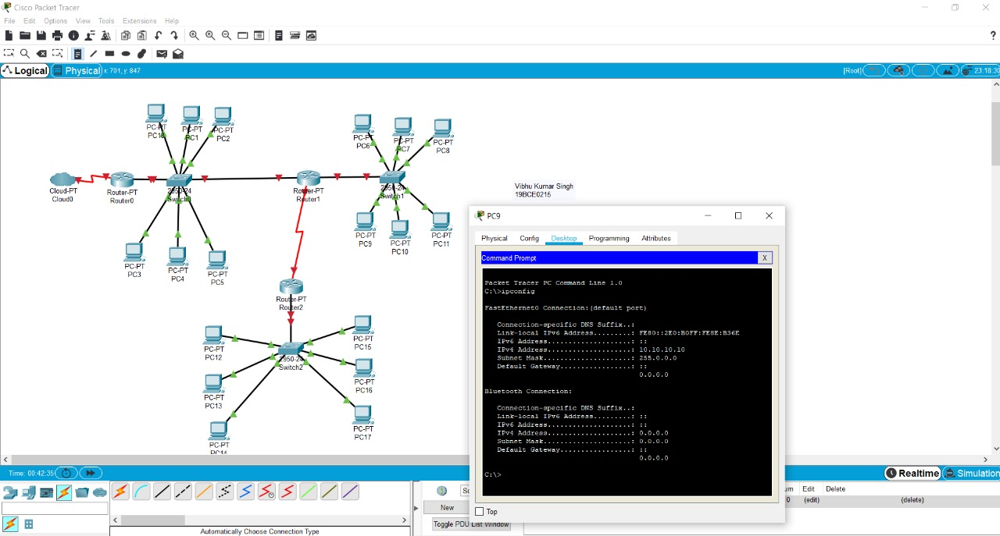 Cisco Packet Tracer
File Edit Options View Tools Extensions Help
?
Logical Physical x: 701, y: 847 [Root] 23:18:30
PC-PT
PC1
PC-PT
PC2
PC-PT
PC6
PC-PT
PC7
PC-PT
PC8
Cloud-PT
Cloud0
Router-PT
Router0
2950-24
Switch0
Router-PT
Router1
2950-24
Switch1
Vibhu Kumar Singh
19BCE0215
PC-PT
PC3
PC-PT
PC4
PC-PT
PC5
PC-PT
PC9
PC-PT
PC10
PC-PT
PC11
Router-PT
Router2
PC-PT
PC12
PC-PT
PC15
2950-24
Switch2
PC-PT
PC13
PC-PT
PC16
PC-PT
PC14
PC-PT
PC17
PC9
Physical Config Desktop Programming Attributes
Command Prompt X
Packet Tracer PC Command Line 1.0
C:\>ipconfig
FastEthernet0 Connection:(default port)
Connection-specific DNS Suffix..:
Link-local IPv6 Address.........: FE80::2E0:B0FF:FE8E:B36E
IPv6 Address....................: ::
IPv4 Address....................: 10.10.10.10
Subnet Mask.....................: 255.0.0.0
Default Gateway.................: ::
0.0.0.0
Bluetooth Connection:
Connection-specific DNS Suffix..:
Link-local IPv6 Address.........: ::
IPv6 Address....................: ::
IPv4 Address....................: 0.0.0.0
Subnet Mask.....................: 0.0.0.0
Default Gateway.................: ::
0.0.0.0
C:\>
Top
Time: 00:42:35
Realtime Simulation
Automatically Choose Connection Type
New
Toggle PDU List Window
um Edit Delete
0 (edit) (delete)